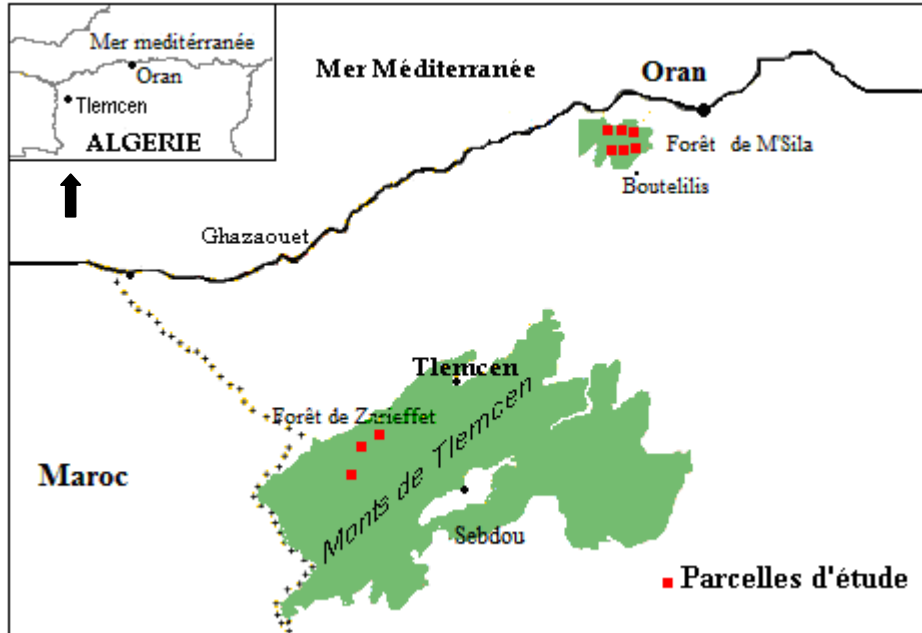 Mer meditérranée
Oran
Tlemcen
ALGERIE
Mer Méditerranée
Oran
Forêt de M'Sila
Boutelilis
Ghazaouet
Tlemcen
Forêt de Zarieffet
Monts de Tlemcen
Maroc
Sebdou
Parcelles d'étude